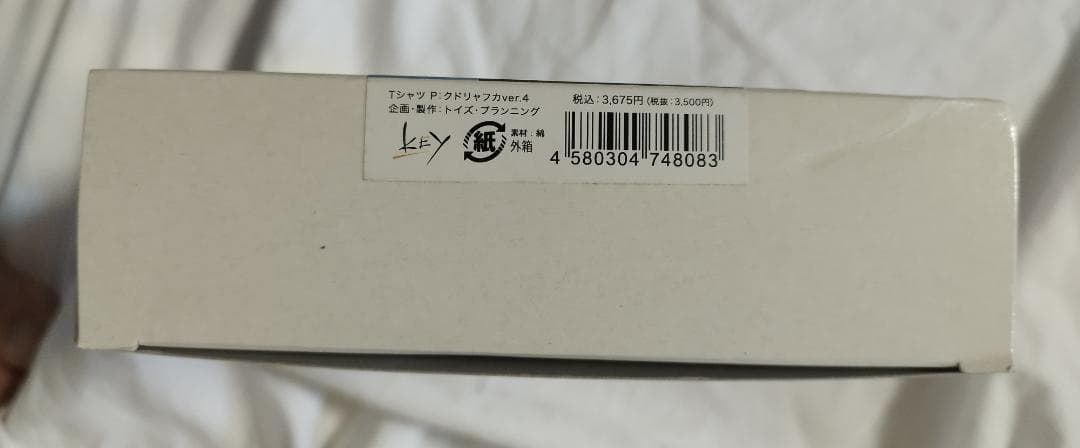 Tシャツ P:クドリャフカver.4
税込:3,675円(税抜:3,500円)
企画・製作:トイズ・プランニング
Key
紙
素材:綿
外箱
4 580304 748083